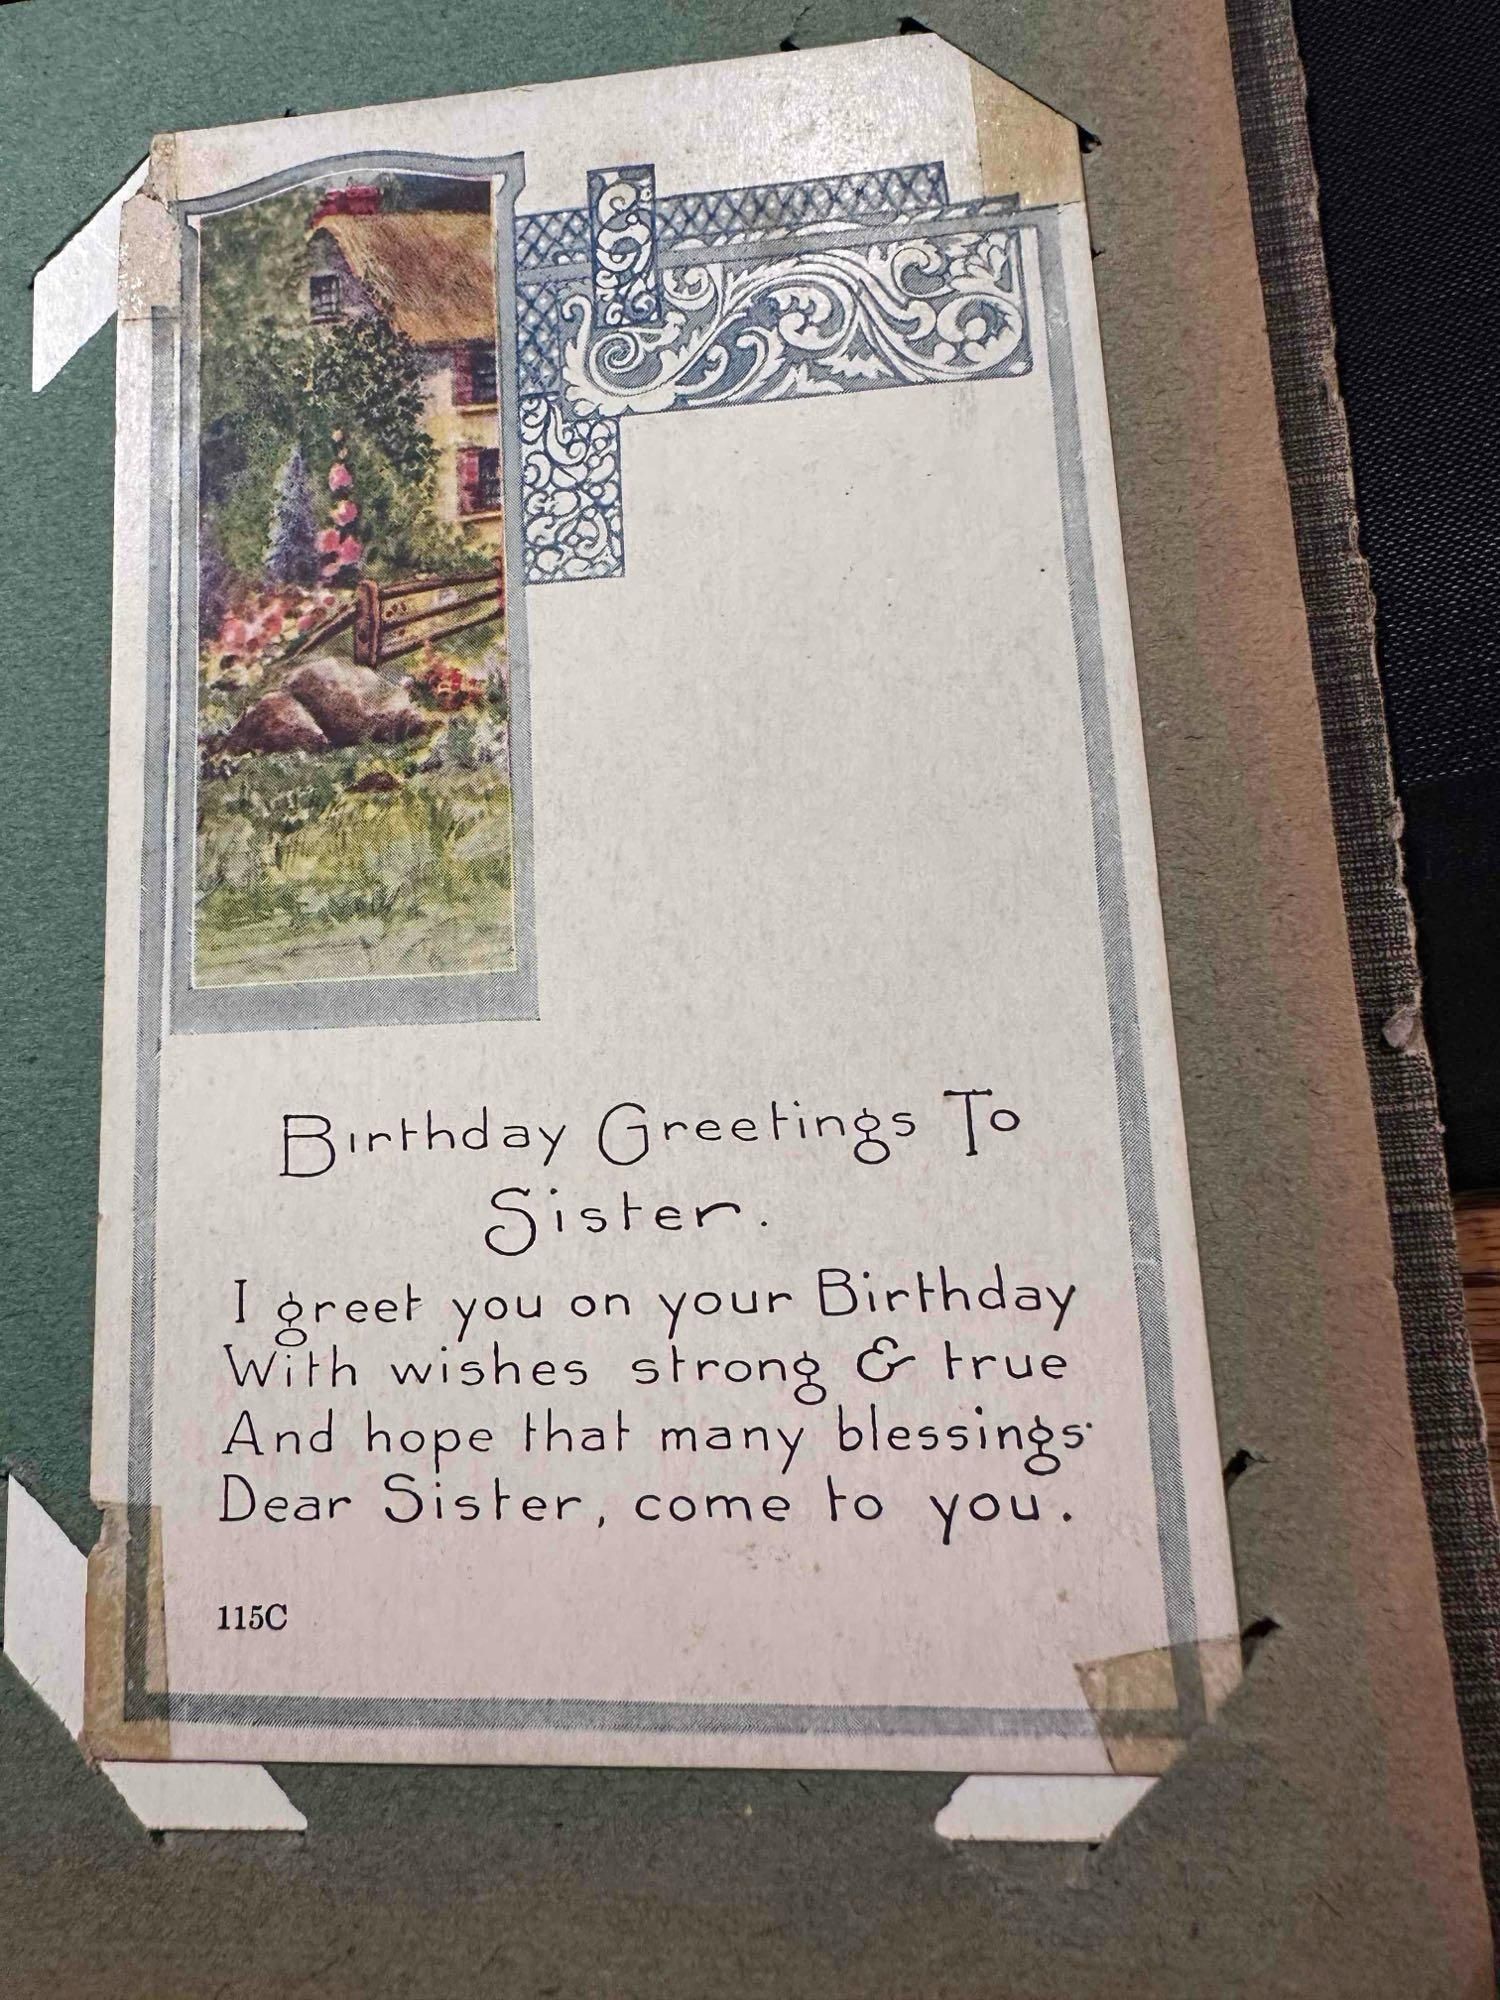 Birthday Greetings To
Sister.
I greet you on your Birthday
With wishes strong & true
And hope that many blessings
Dear Sister, come to you.
115C